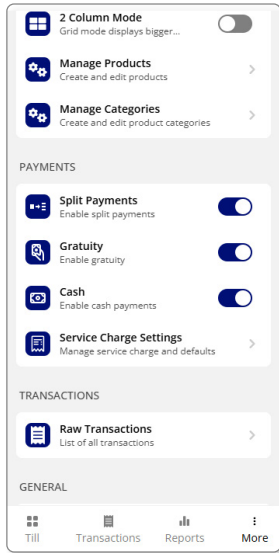 2 Column Mode
Grid mode displays bigger...
Manage Products
Create and edit products
Manage Categories
Create and edit product categories
PAYMENTS
Split Payments
Enable split payments
Gratuity
Enable gratuity
Cash
Enable cash payments
Service Charge Settings
Manage service charge and defaults
TRANSACTIONS
Raw Transactions
List of all transactions
GENERAL
Till
Transactions
Reports
More